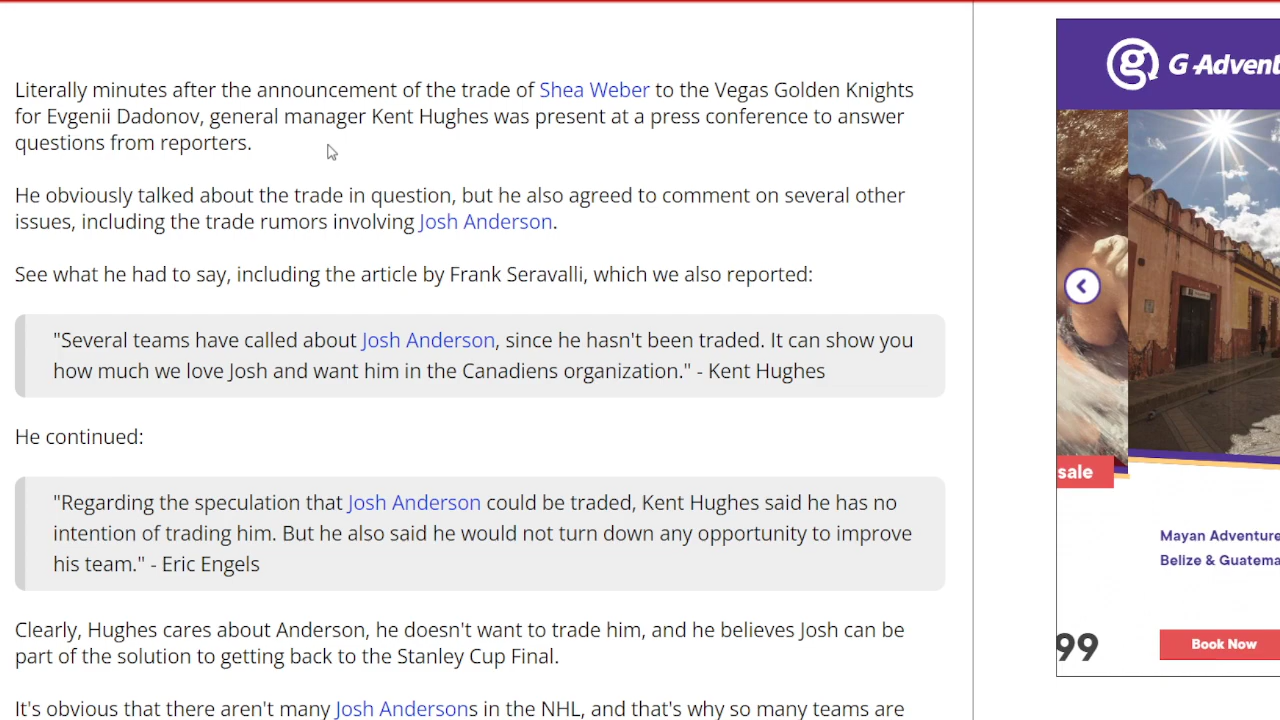 Literally minutes after the announcement of the trade of Shea Weber to the Vegas Golden Knights
for Evgenii Dadonov, general manager Kent Hughes was present at a press conference to answer
questions from reporters.
He obviously talked about the trade in question, but he also agreed to comment on several other
issues, including the trade rumors involving Josh Anderson.
See what he had to say, including the article by Frank Seravalli, which we also reported:
"Several teams have called about Josh Anderson, since he hasn't been traded. It can show you
how much we love Josh and want him in the Canadiens organization." - Kent Hughes
He continued:
"Regarding the speculation that Josh Anderson could be traded, Kent Hughes said he has no
intention of trading him. But he also said he would not turn down any opportunity to improve
his team." - Eric Engels
Clearly, Hughes cares about Anderson, he doesn't want to trade him, and he believes Josh can be
part of the solution to getting back to the Stanley Cup Final.
It's obvious that there aren't many Josh Andersons in the NHL, and that's why so many teams are
g G Advent
sale
Mayan Adventure
Belize & Guatema
99
Book Now